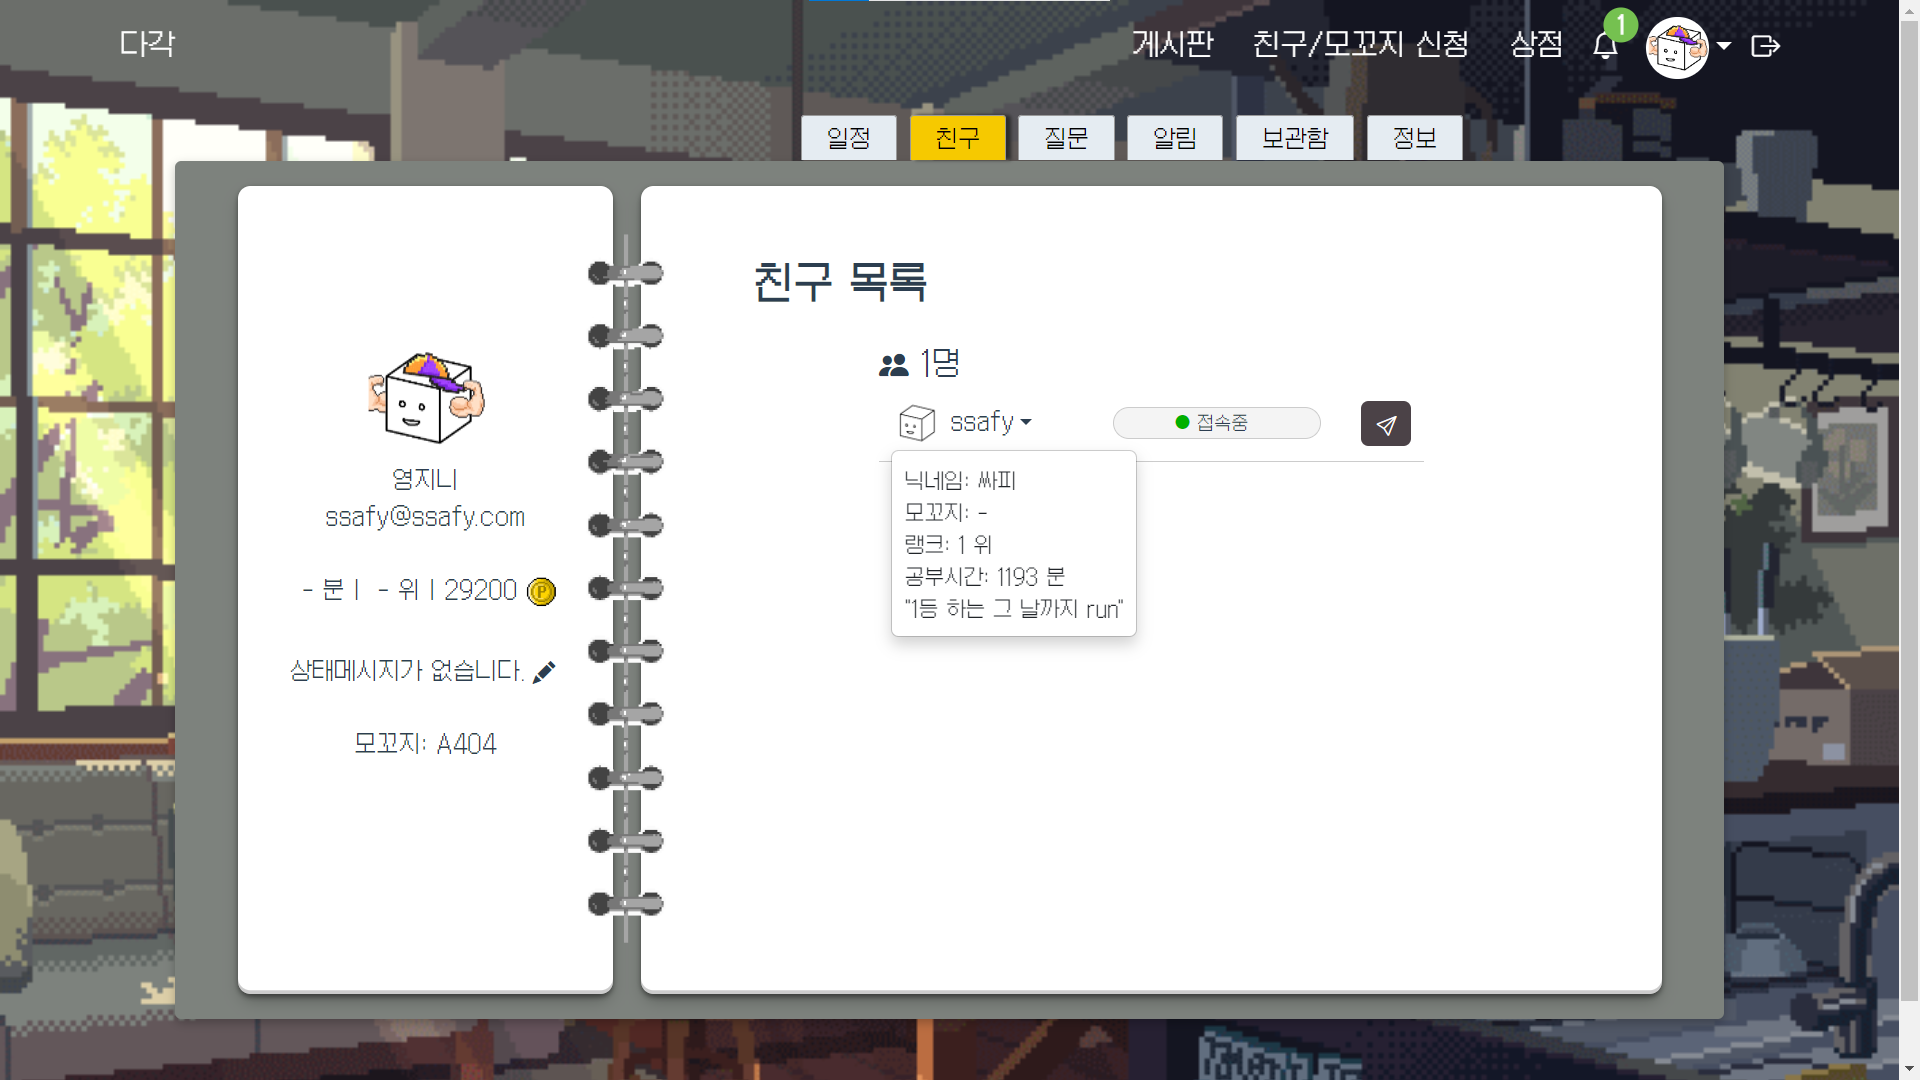 다각
게시판 친구/모꼬지 신청 상점 1
일정 친구 질문 알림 보관함 정보
영지니
ssafy@ssafy.com
- 분 | - 위 | 29200 P
상태메시지가 없습니다.
모꼬지: A404
친구 목록
1명
ssafy 접속중
닉네임: 싸피
모꼬지: -
랭크: 1 위
공부시간: 1193 분
"1등 하는 그 날까지 run"